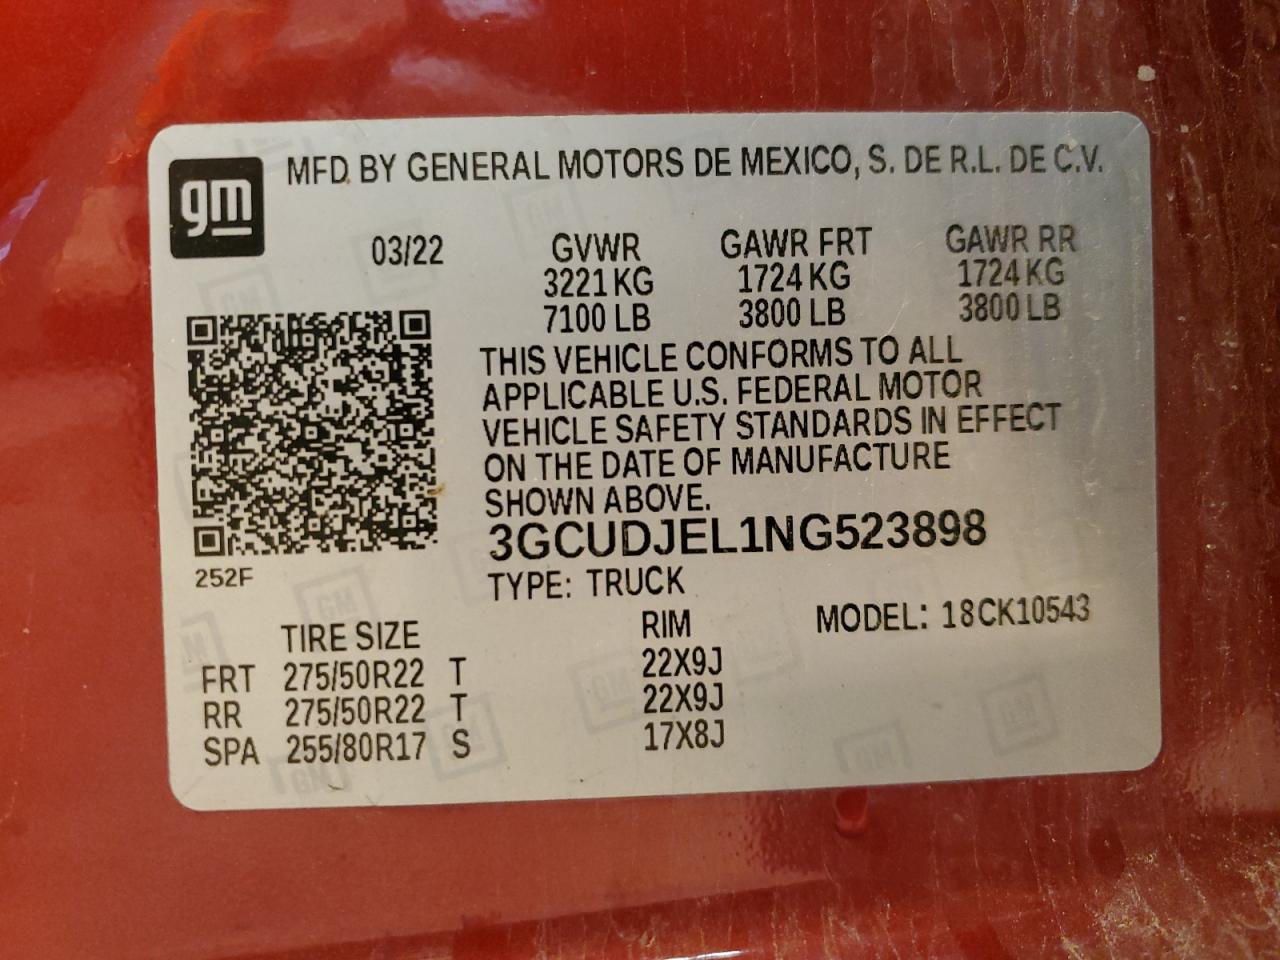 gm
MFD BY GENERAL MOTORS DE MEXICO, S. DE R.L. DE C.V.
03/22 GVWR GAWR FRT GAWR RR
3221 KG 1724 KG 1724 KG
7100 LB 3800 LB 3800 LB
THIS VEHICLE CONFORMS TO ALL
APPLICABLE U.S. FEDERAL MOTOR
VEHICLE SAFETY STANDARDS IN EFFECT
ON THE DATE OF MANUFACTURE
SHOWN ABOVE.
3GCUDJEL1NG523898
252F
TYPE: TRUCK
MODEL: 18CK10543
TIRE SIZE RIM
FRT 275/50R22 T 22X9J
RR 275/50R22 T 22X9J
SPA 255/80R17 S 17X8J